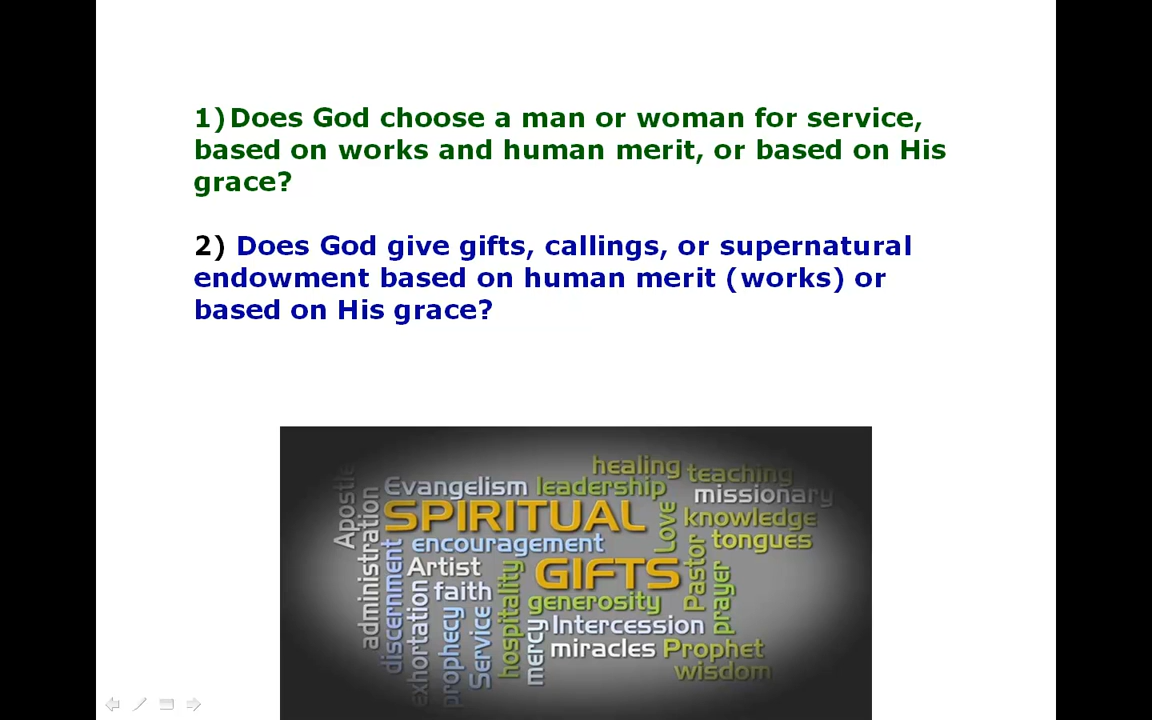 1) Does God choose a man or woman for service,
based on works and human merit, or based on His
grace?
2) Does God give gifts, callings, or supernatural
endowment based on human merit (works) or
based on His grace?
healing
teaching
Evangelism
leadership
missionary
Apostle
administration
SPIRITUAL
Love
knowledge
encouragement
tongues
discernment
Artist
GIFTS
Pastor
faith
hospitality
prayer
exhortation
generosity
prophecy
Service
mercy
Intercession
miracles
Prophet
wisdom